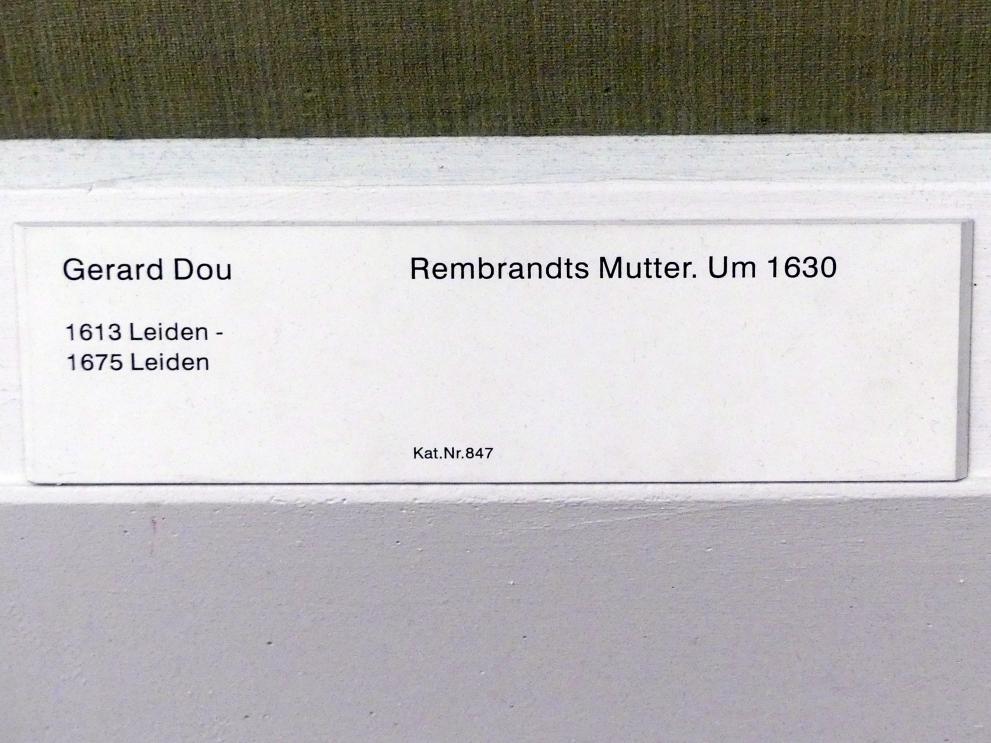 Gerard Dou
1613 Leiden -
1675 Leiden
Rembrandts Mutter. Um 1630
Kat.Nr.847